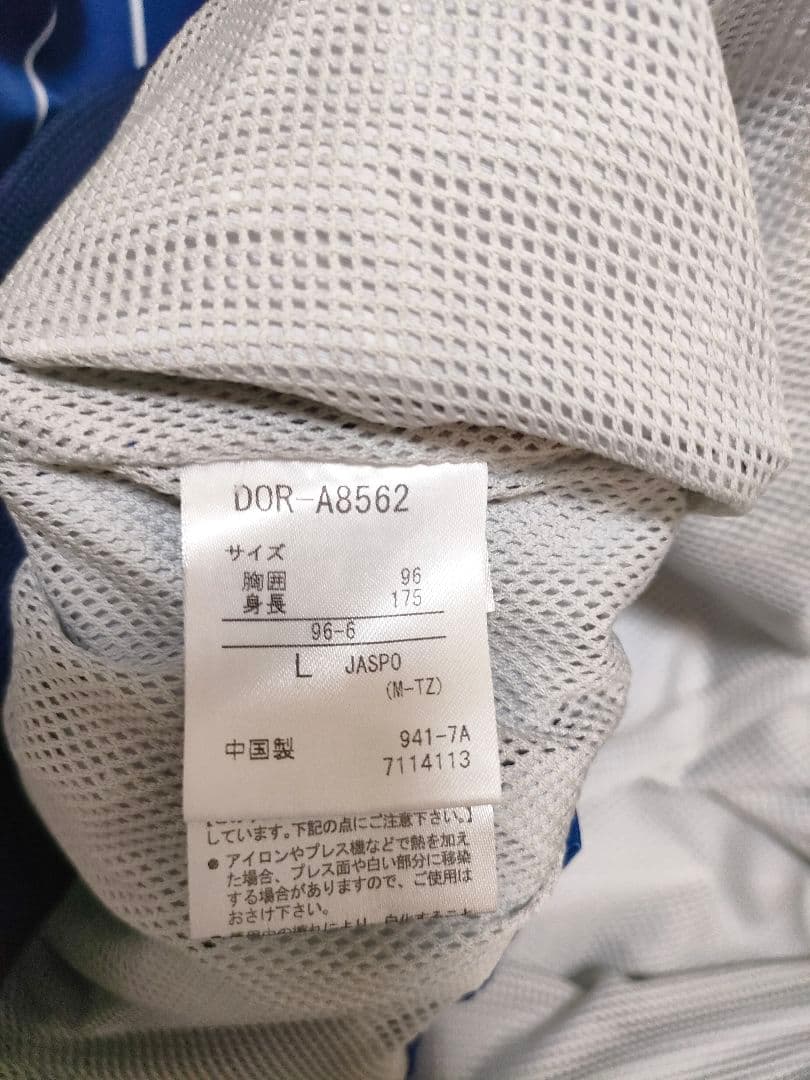 DOR-A8562
サイズ
胸囲 96
身長 175
96-6
L JASPO
(M-TZ)
中国製 941-7A
7114113
しています。下記の点にご注意下さい。】
● アイロンやプレス機などで熱を加え
た場合、プレス面や白い部分に移染
する場合がありますので、ご使用は
おさけ下さい。